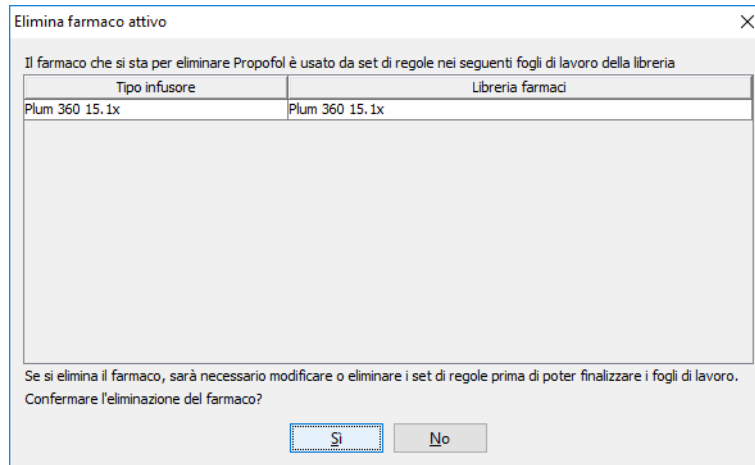 Elimina farmaco attivo
Il farmaco che si sta per eliminare Propofol è usato da set di regole nei seguenti fogli di lavoro della libreria
Tipo infusore Libreria farmaci
Plum 360 15.1x Plum 360 15.1x
Se si elimina il farmaco, sarà necessario modificare o eliminare i set di regole prima di poter finalizzare i fogli di lavoro.
Confermare l'eliminazione del farmaco?
Sì No